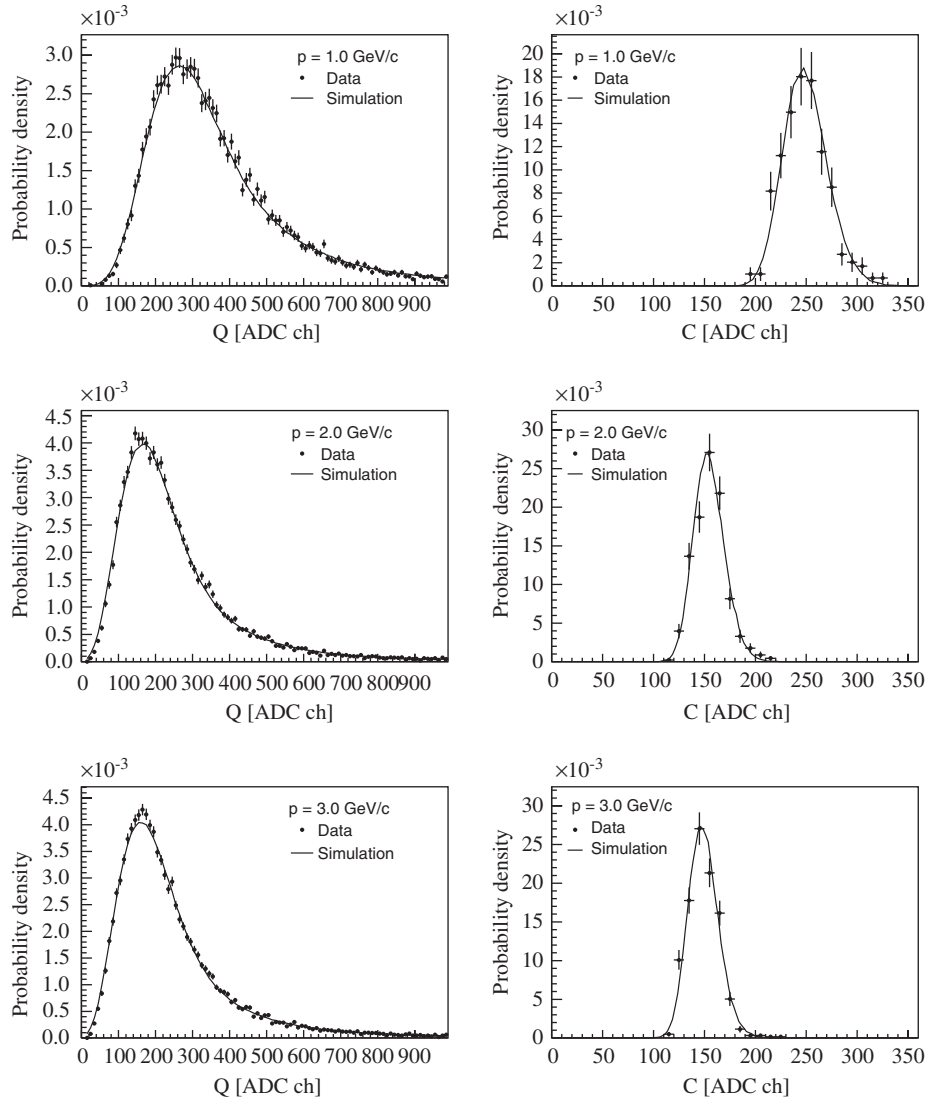 ×10⁻³
p = 1.0 GeV/c
Data
Simulation
3.0
2.5
2.0
1.5
1.0
0.5
0.0
Probability density
100 200 300 400 500 600 700 800 900
Q [ADC ch]
×10⁻³
p = 1.0 GeV/c
Data
Simulation
20
18
16
14
12
10
8
6
4
2
0
Probability density
0 50 100 150 200 250 300 350
C [ADC ch]
×10⁻³
p = 2.0 GeV/c
Data
Simulation
4.5
4.0
3.5
3.0
2.5
2.0
1.5
1.0
0.5
0.0
Probability density
100 200 300 400 500 600 700 800 900
Q [ADC ch]
×10⁻³
p = 2.0 GeV/c
Data
Simulation
30
25
20
15
10
5
0
Probability density
0 50 100 150 200 250 300 350
C [ADC ch]
×10⁻³
p = 3.0 GeV/c
Data
Simulation
4.5
4.0
3.5
3.0
2.5
2.0
1.5
1.0
0.5
0.0
Probability density
100 200 300 400 500 600 700 800 900
Q [ADC ch]
×10⁻³
p = 3.0 GeV/c
Data
Simulation
30
25
20
15
10
5
0
Probability density
0 50 100 150 200 250 300 350
C [ADC ch]